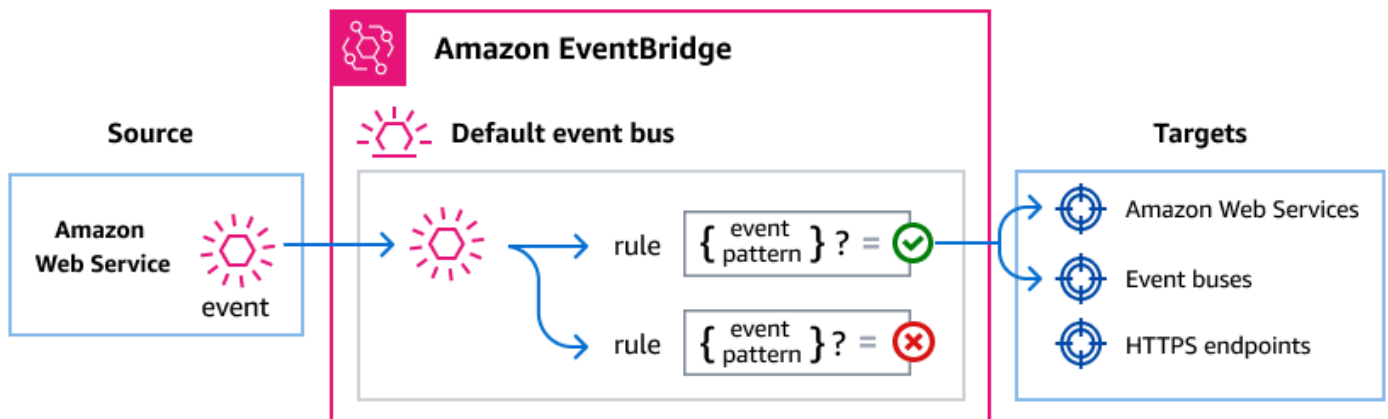 Amazon EventBridge
Source
Default event bus
Targets
Amazon
Web Service
event
rule { event pattern } ? =
rule { event pattern } ? =
Amazon Web Services
Event buses
HTTPS endpoints